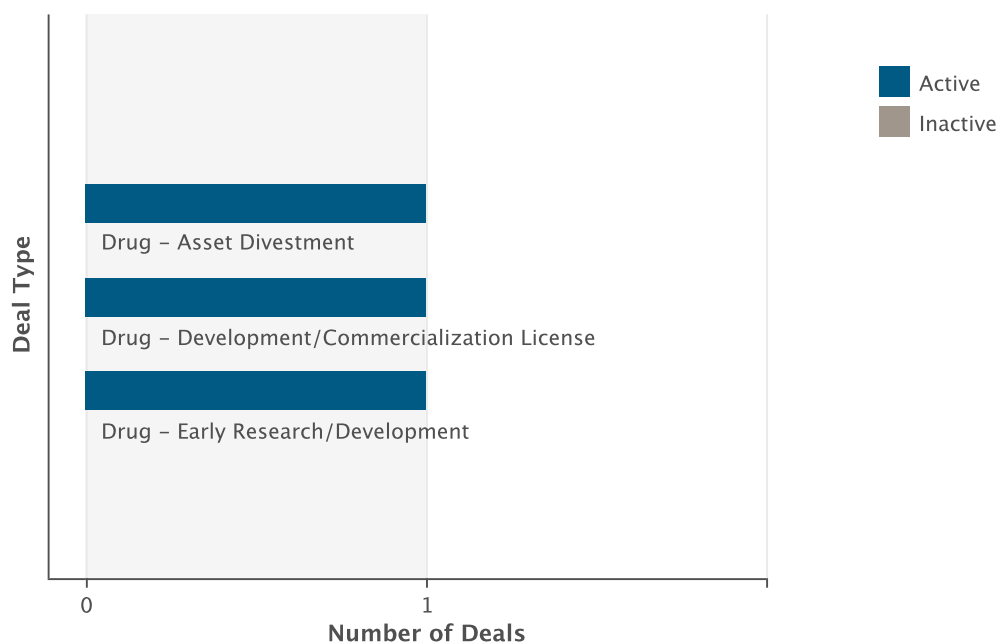 Active
Inactive
Drug – Asset Divestment
Drug – Development/Commercialization License
Drug – Early Research/Development
Deal Type
0
1
Number of Deals